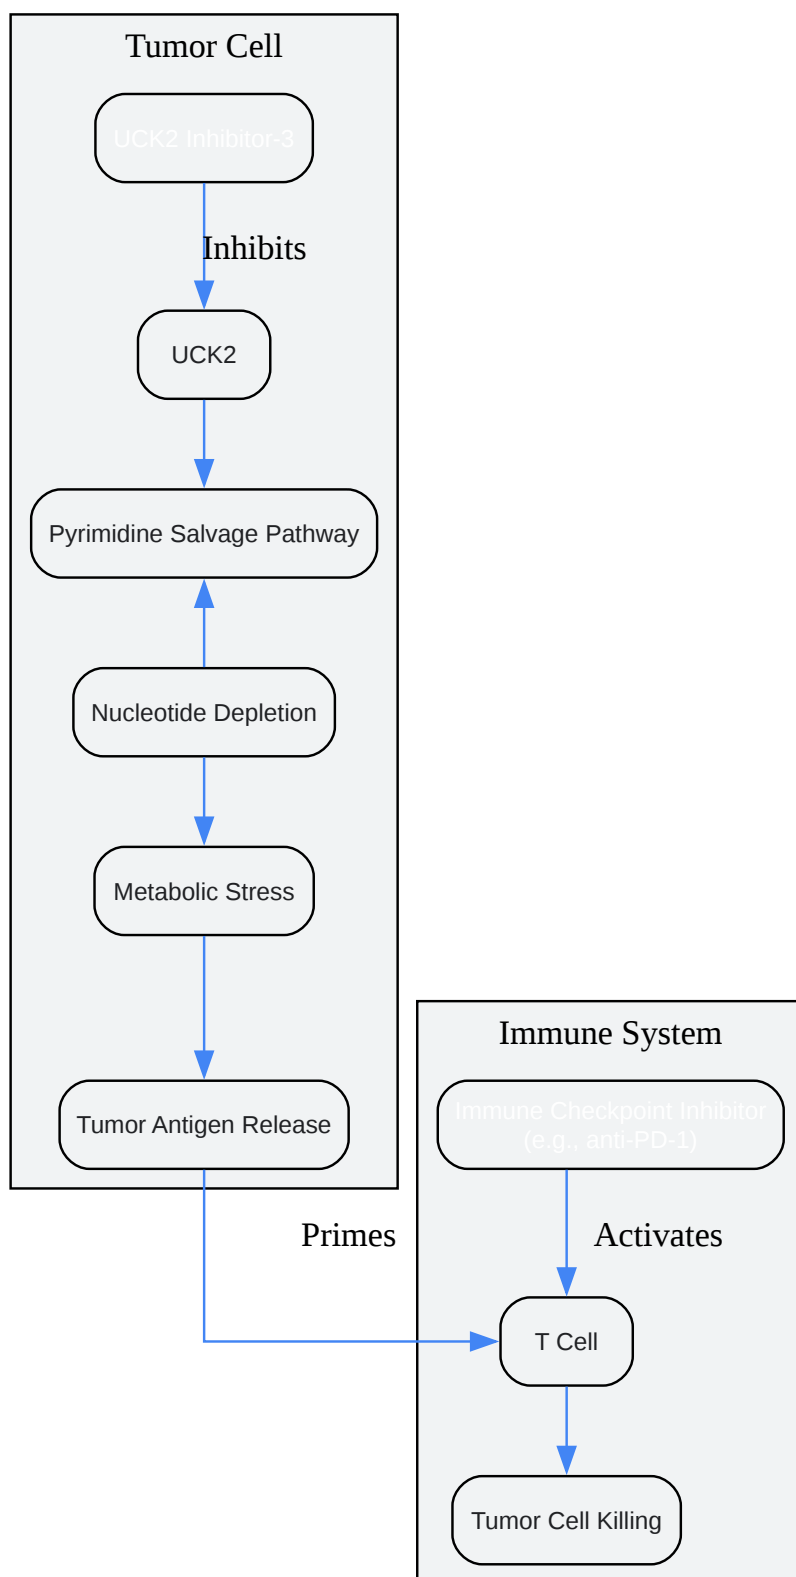 Tumor Cell
UCK2 Inhibitor-3
Inhibits
UCK2
Pyrimidine Salvage Pathway
Nucleotide Depletion
Metabolic Stress
Tumor Antigen Release
Immune System
Immune Checkpoint Inhibitor
(e.g., anti-PD-1)
Primes
Activates
T Cell
Tumor Cell Killing